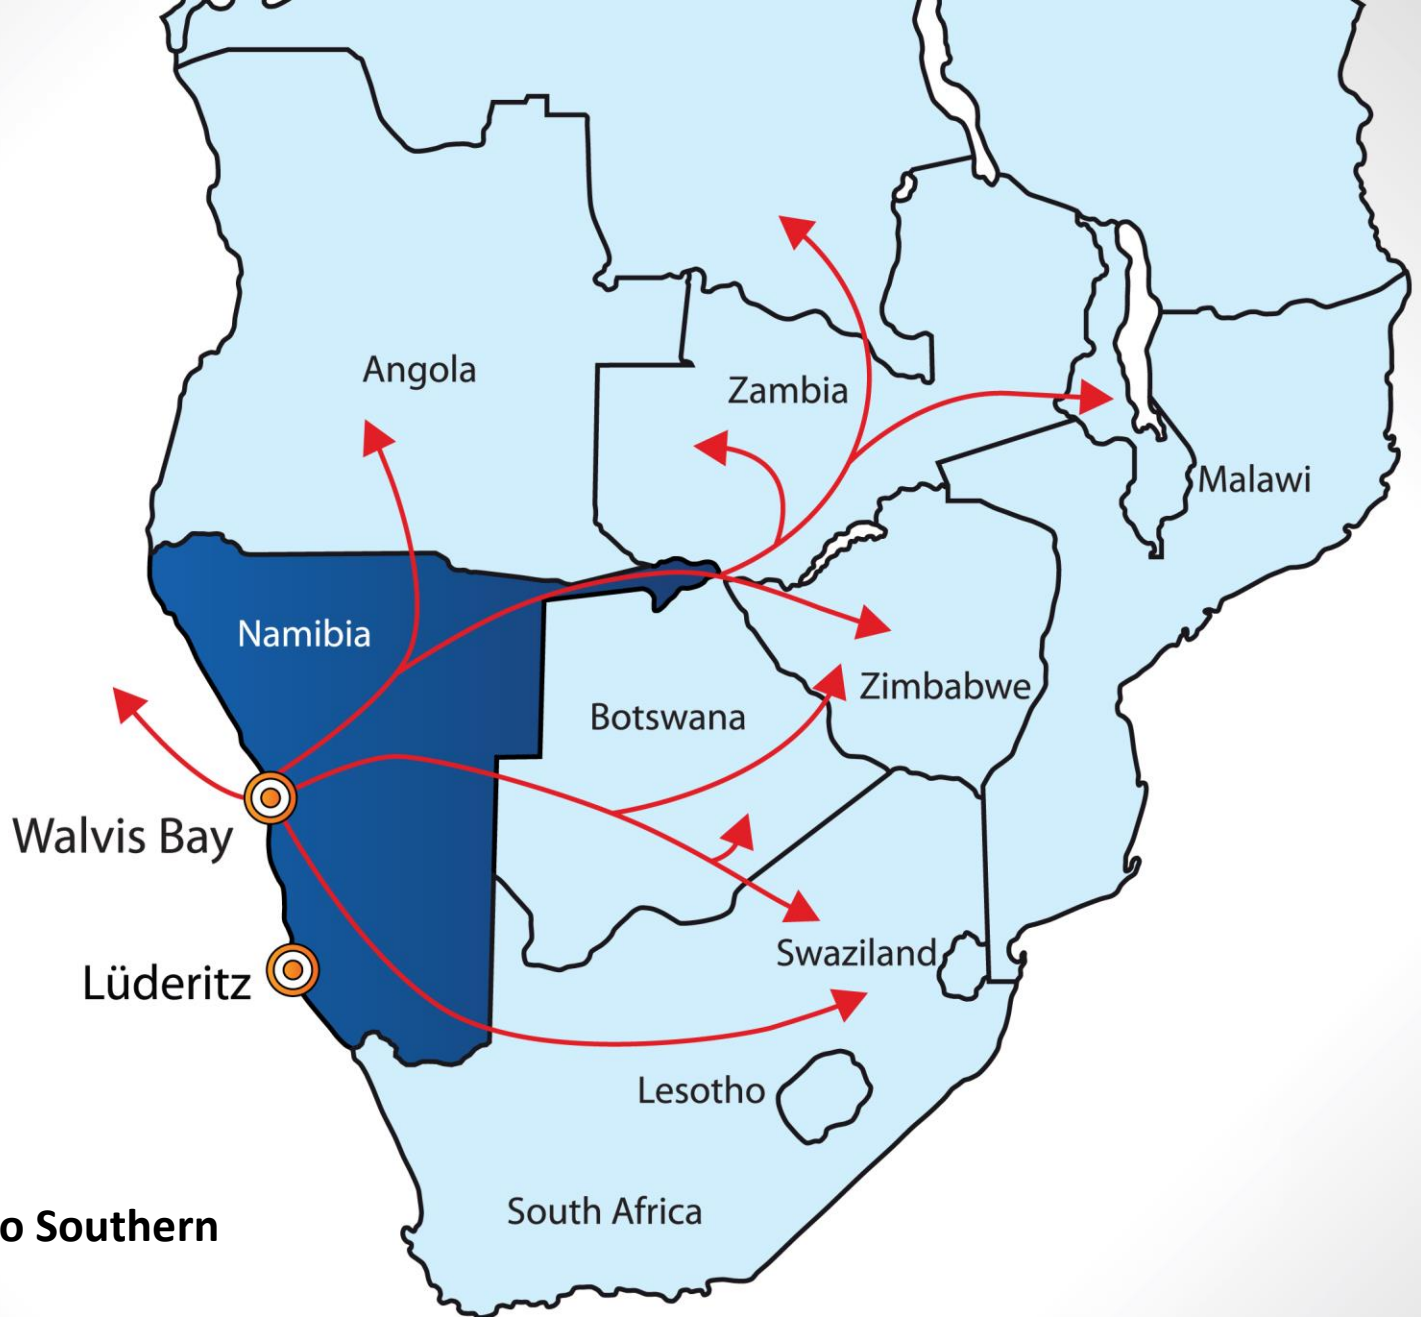 Angola
Zambia
Malawi
Namibia
Zimbabwe
Botswana
Walvis Bay
Swaziland
Lüderitz
Lesotho
South Africa
o Southern